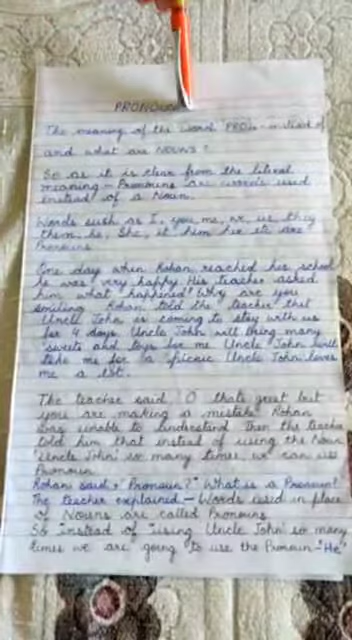 PRONOUN
The meaning of the word 'PRO' - instead of
and what are NOUNS?
So as it is clear from the literal
meaning - Pronouns are words used
instead of a Noun.
Words such as I, you, me, we, us, they
them, he, She, it, him, her etc are
Pronouns
One day when Rohan reached his school
he was very happy. His teacher asked
him what happened? Why are you
smiling. Rohan told the teacher that
Uncle John is coming to stay with us
for 4 days. Uncle John will bring many
sweets and toys for me Uncle John will
take me for a picnic Uncle John loves
me a lot.
The teacher said, O thats great but
you are making a mistake. Rohan
was unable to understand then the teacher
told him that instead of using the Noun
'Uncle John' so many times, we can use
Pronoun
Rohan said - "Pronoun?" What is a Pronoun?
The teacher explained - Words used in place
of Nouns are called Pronouns
So instead of using Uncle John' so many
times we are going to use the Pronoun - "He"